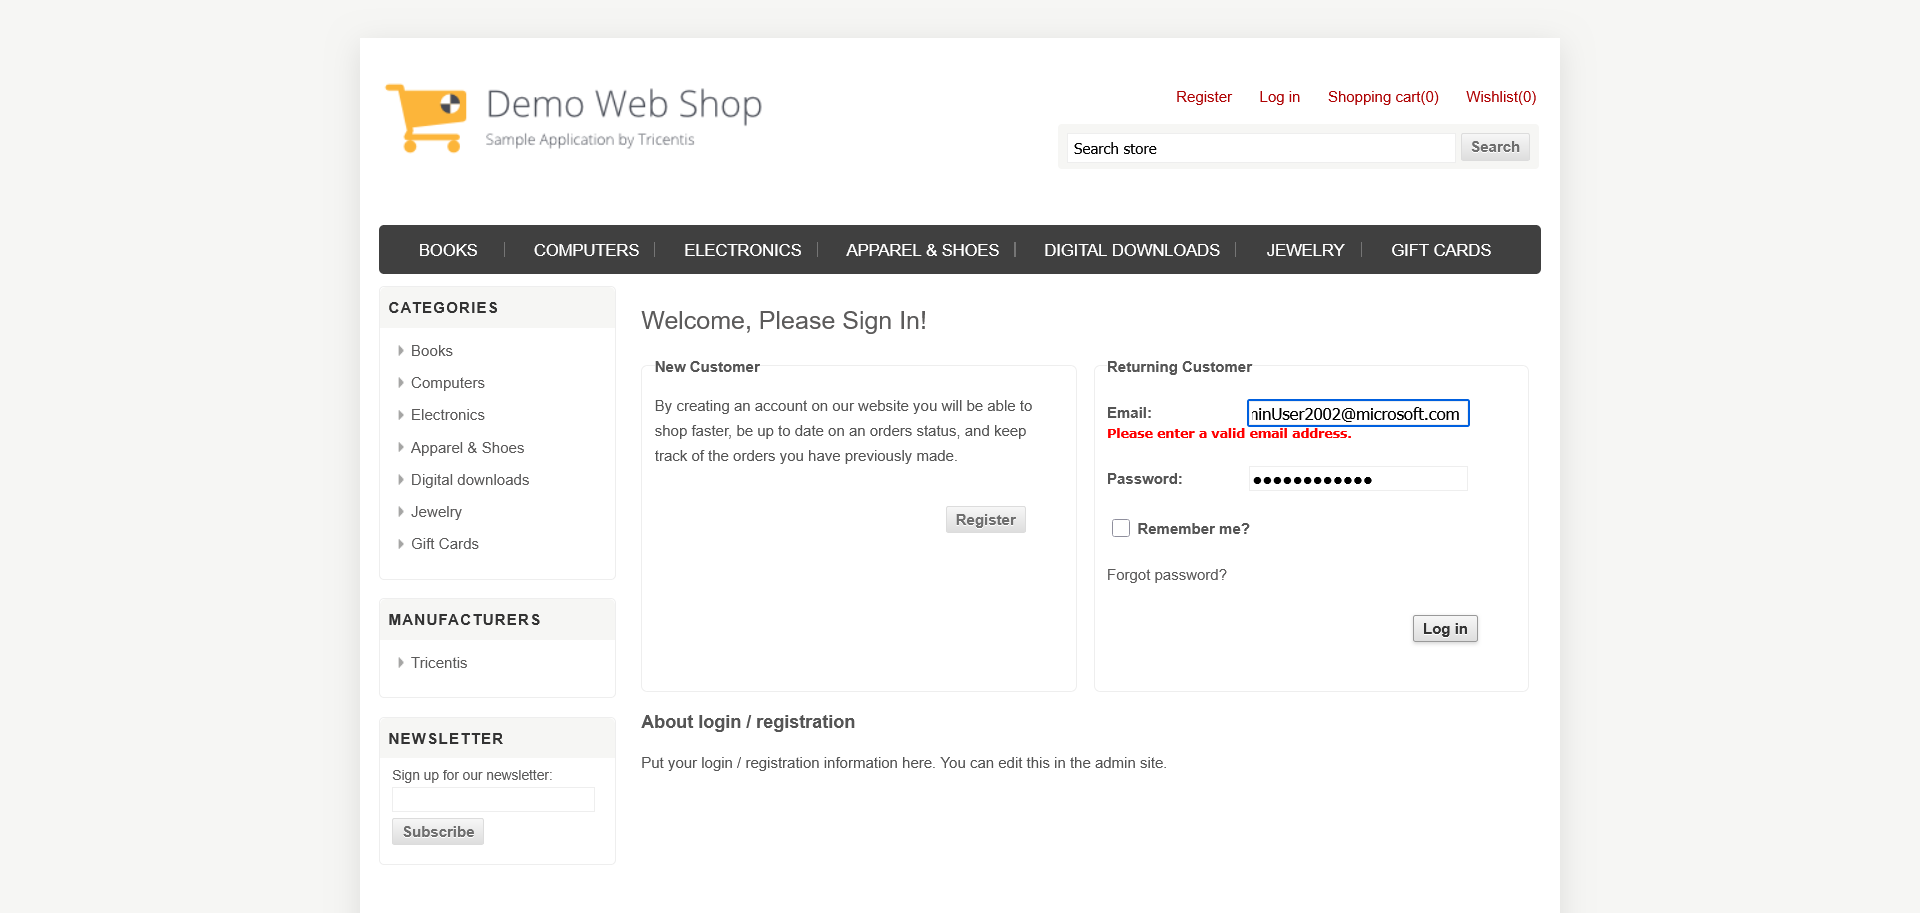 Demo Web Shop
Sample Application by Tricentis
Register Log in Shopping cart(0) Wishlist(0)
Search store Search
BOOKS COMPUTERS ELECTRONICS APPAREL & SHOES DIGITAL DOWNLOADS JEWELRY GIFT CARDS
CATEGORIES
Books
Computers
Electronics
Apparel & Shoes
Digital downloads
Jewelry
Gift Cards
MANUFACTURERS
Tricentis
NEWSLETTER
Sign up for our newsletter:
Subscribe
Welcome, Please Sign In!
New Customer
By creating an account on our website you will be able to
shop faster, be up to date on an orders status, and keep
track of the orders you have previously made.
Register
Returning Customer
Email: inUser2002@microsoft.com
Please enter a valid email address.
Password: ●●●●●●●●●●●●
Remember me?
Forgot password?
Log in
About login / registration
Put your login / registration information here. You can edit this in the admin site.